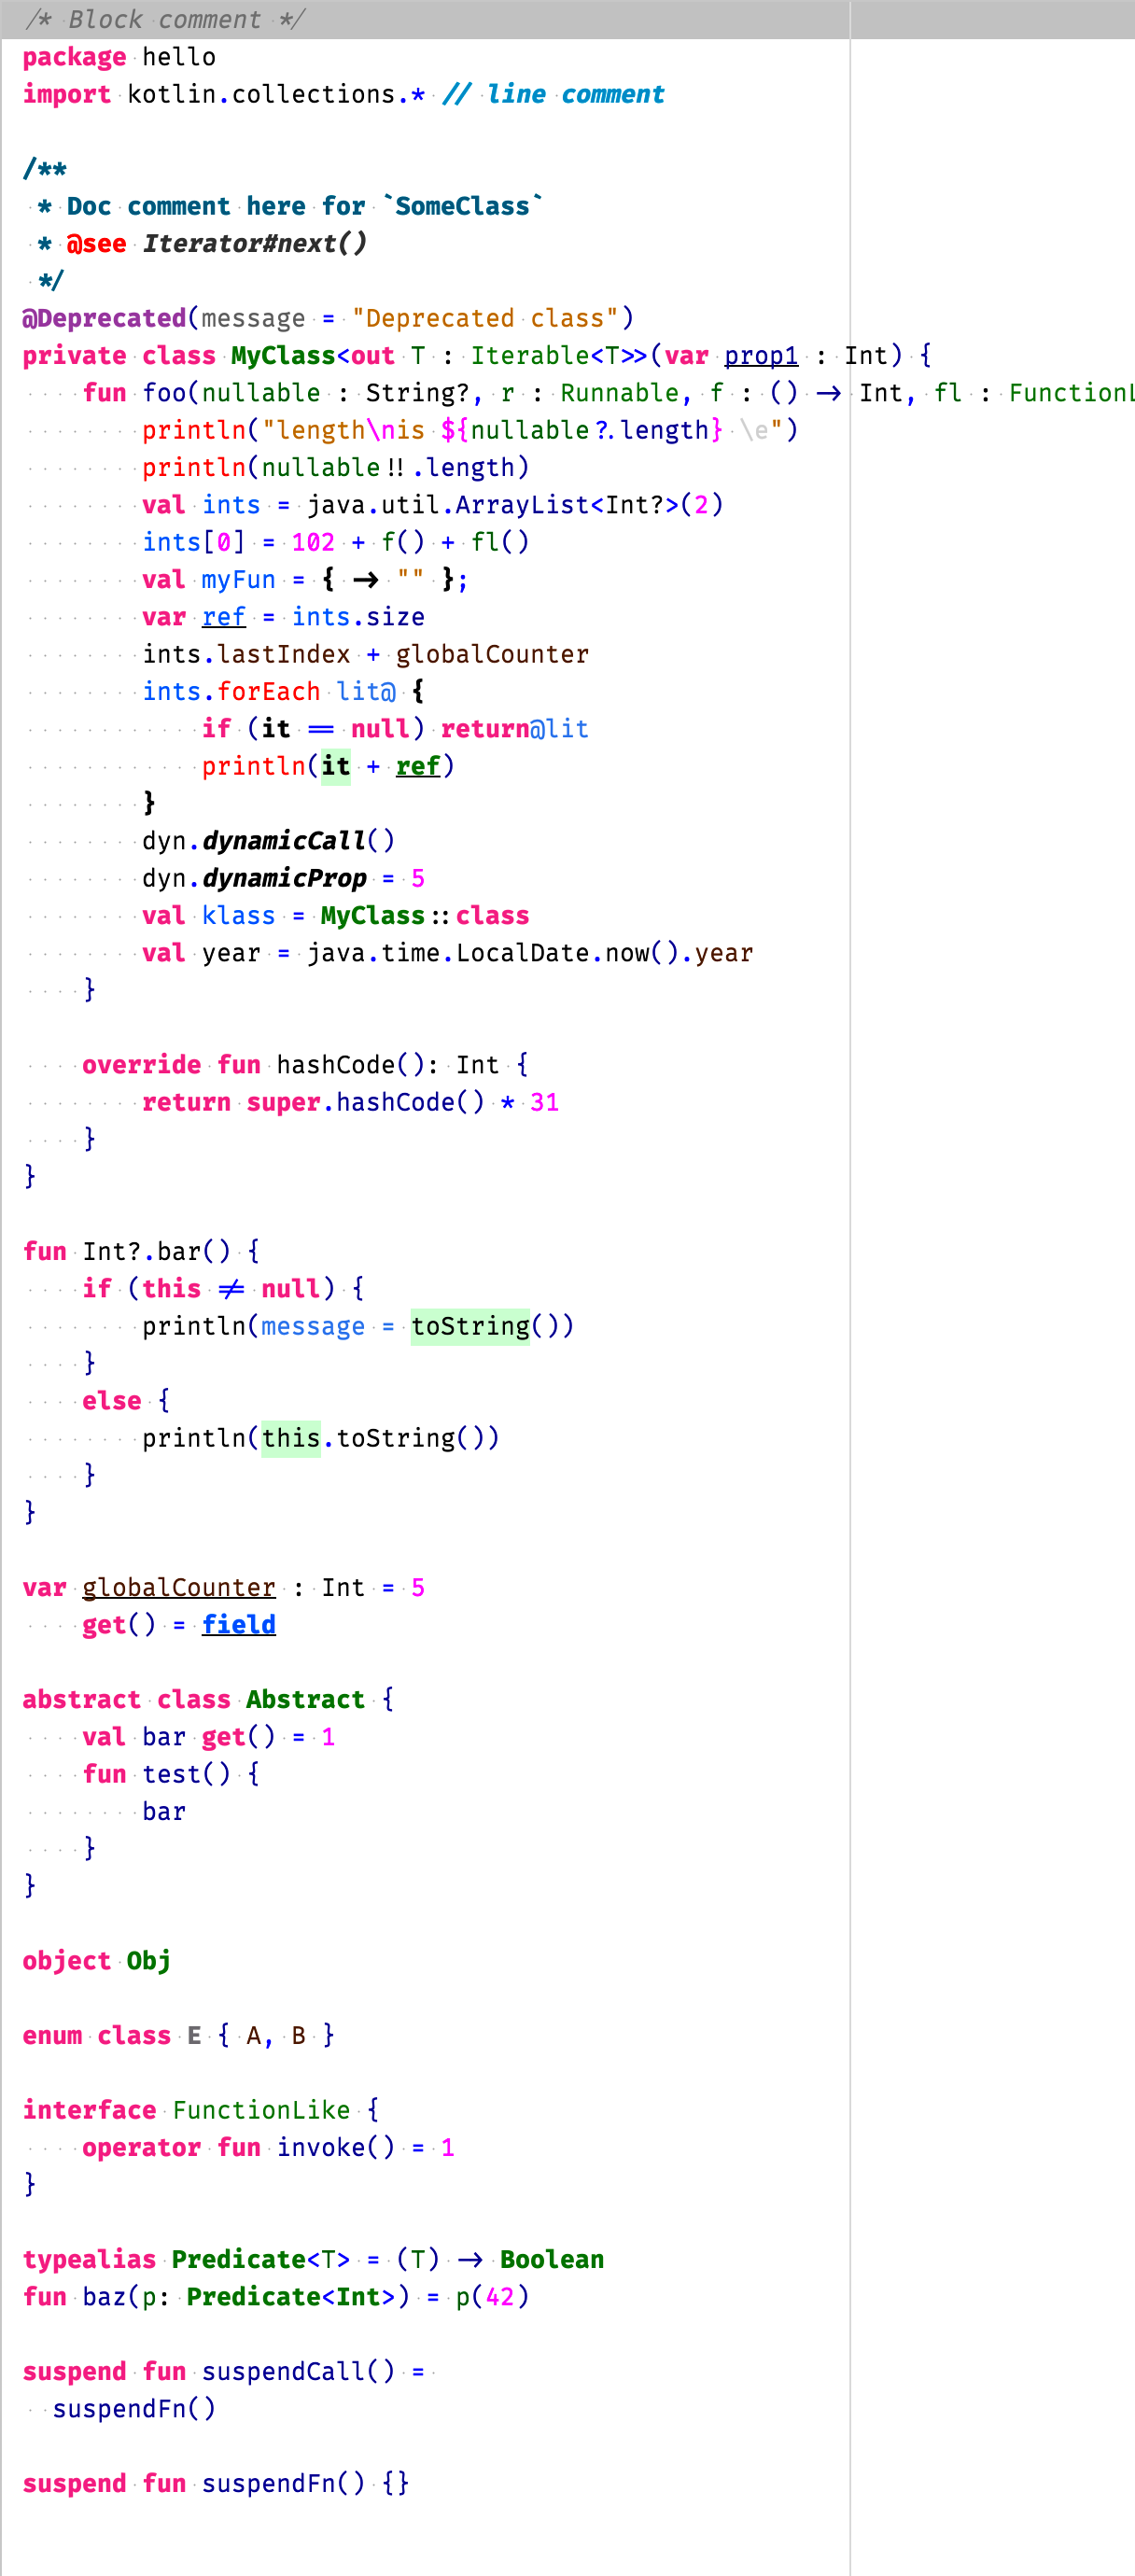 /* Block comment */
package hello
import kotlin.collections.* // line comment

/**
 * Doc comment here for `SomeClass`
 * @see Iterator#next()
 */
@Deprecated(message = "Deprecated class")
private class MyClass<out T : Iterable<T>>(var prop1 : Int) {
    fun foo(nullable : String?, r : Runnable, f : () -> Int, fl : FunctionL
        println("length\nis ${nullable?.length} \e")
        println(nullable!!.length)
        val ints = java.util.ArrayList<Int?>(2)
        ints[0] = 102 + f() + fl()
        val myFun = { -> "" };
        var ref = ints.size
        ints.lastIndex + globalCounter
        ints.forEach lit@ {
            if (it == null) return@lit
            println(it + ref)
        }
        dyn.dynamicCall()
        dyn.dynamicProp = 5
        val klass = MyClass::class
        val year = java.time.LocalDate.now().year
    }

    override fun hashCode(): Int {
        return super.hashCode() * 31
    }
}

fun Int?.bar() {
    if (this != null) {
        println(message = toString())
    }
    else {
        println(this.toString())
    }
}

var globalCounter : Int = 5
    get() = field

abstract class Abstract {
    val bar get() = 1
    fun test() {
        bar
    }
}

object Obj

enum class E { A, B }

interface FunctionLike {
    operator fun invoke() = 1
}

typealias Predicate<T> = (T) -> Boolean
fun baz(p: Predicate<Int>) = p(42)

suspend fun suspendCall() =
  suspendFn()

suspend fun suspendFn() {}